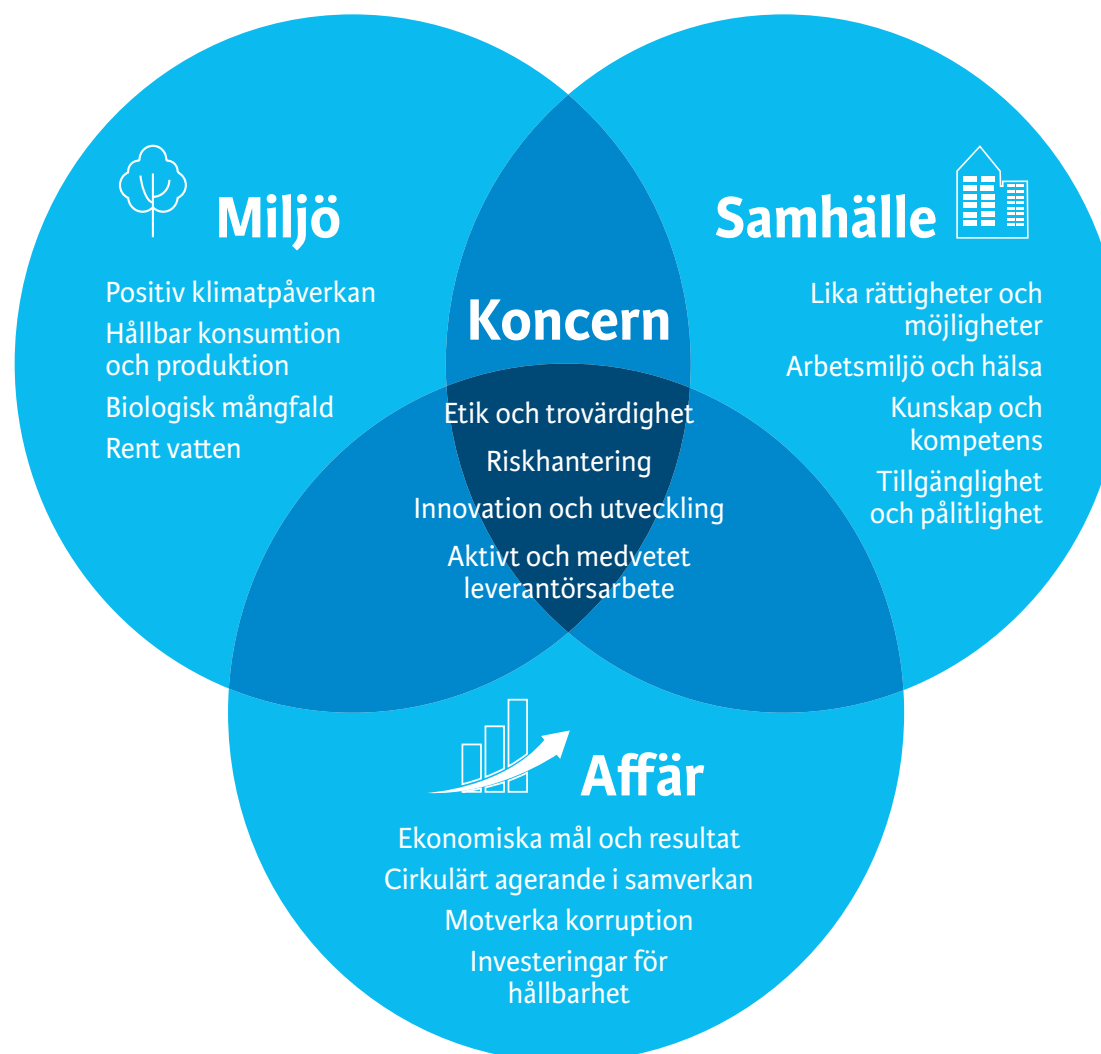 Miljö
Positiv klimatpåverkan
Hållbar konsumtion
och produktion
Biologisk mångfald
Rent vatten
Samhälle
Lika rättigheter och
möjligheter
Arbetsmiljö och hälsa
Kunskap och
kompetens
Tillgänglighet
och pålitlighet
Koncern
Etik och trovärdighet
Riskhantering
Innovation och utveckling
Aktivt och medvetet
leverantörsarbete
Affär
Ekonomiska mål och resultat
Cirkulärt agerande i samverkan
Motverka korruption
Investeringar för
hållbarhet